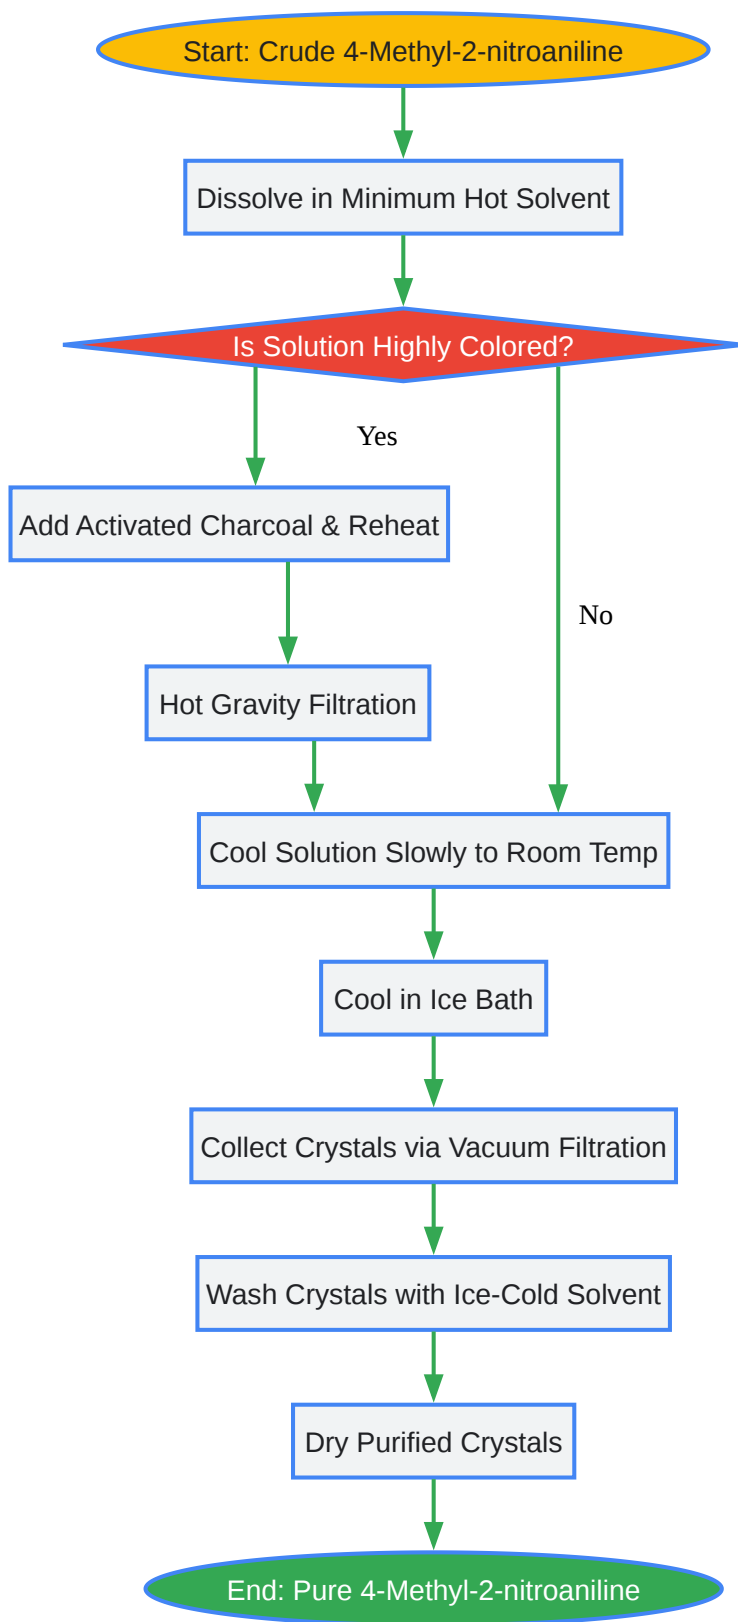 Start: Crude 4-Methyl-2-nitroaniline
Dissolve in Minimum Hot Solvent
Is Solution Highly Colored?
Yes
Add Activated Charcoal & Reheat
No
Hot Gravity Filtration
Cool Solution Slowly to Room Temp
Cool in Ice Bath
Collect Crystals via Vacuum Filtration
Wash Crystals with Ice-Cold Solvent
Dry Purified Crystals
End: Pure 4-Methyl-2-nitroaniline